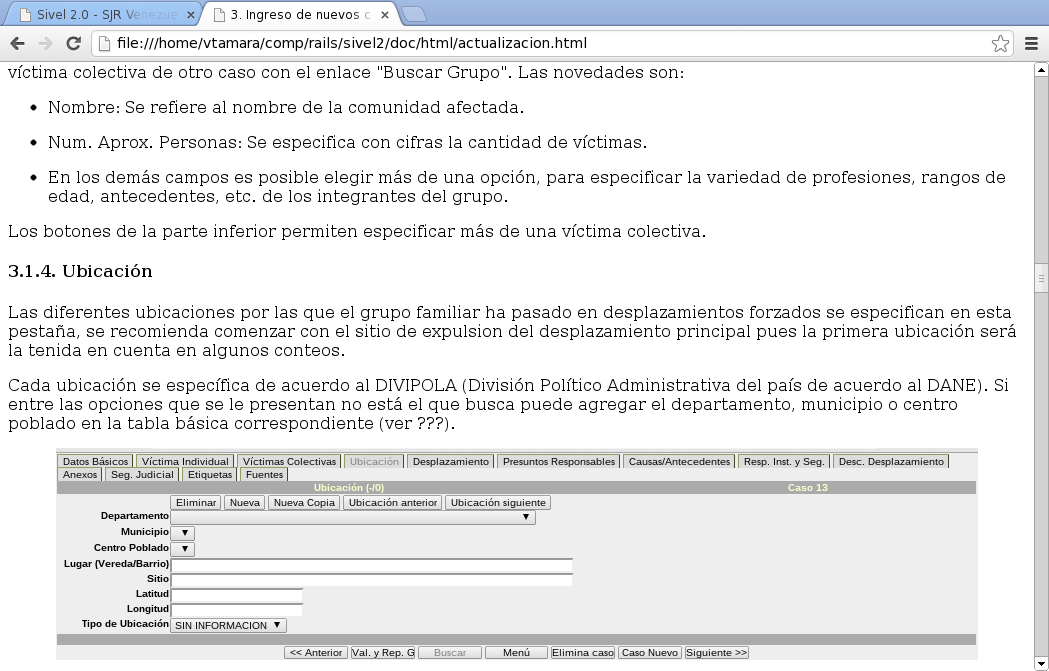 Sivel 2.0 - SJR Venezue
3. Ingreso de nuevos c
file:///home/vtamara/comp/rails/sivel2/doc/html/actualizacion.html
víctima colectiva de otro caso con el enlace "Buscar Grupo". Las novedades son:
• Nombre: Se refiere al nombre de la comunidad afectada.
• Num. Aprox. Personas: Se especifica con cifras la cantidad de víctimas.
• En los demás campos es posible elegir más de una opción, para especificar la variedad de profesiones, rangos de
edad, antecedentes, etc. de los integrantes del grupo.
Los botones de la parte inferior permiten especificar más de una víctima colectiva.
3.1.4. Ubicación
Las diferentes ubicaciones por las que el grupo familiar ha pasado en desplazamientos forzados se especifican en esta
pestaña, se recomienda comenzar con el sitio de expulsion del desplazamiento principal pues la primera ubicación será
la tenida en cuenta en algunos conteos.
Cada ubicación se específica de acuerdo al DIVIPOLA (División Político Administrativa del país de acuerdo al DANE). Si
entre las opciones que se le presentan no está el que busca puede agregar el departamento, municipio o centro
poblado en la tabla básica correspondiente (ver ???).
Datos Básicos Víctima Individual Víctimas Colectivas Ubicación Desplazamiento Presuntos Responsables Causas/Antecedentes Resp. Inst. y Seg. Desc. Desplazamiento
Anexos Seg. Judicial Etiquetas Fuentes
Ubicación (-/0) Caso 13
Eliminar Nueva Nueva Copia Ubicación anterior Ubicación siguiente
Departamento
Municipio
Centro Poblado
Lugar (Vereda/Barrio)
Sitio
Latitud
Longitud
Tipo de Ubicación SIN INFORMACION
<< Anterior Val. y Rep. G Buscar Menú Elimina caso Caso Nuevo Siguiente >>